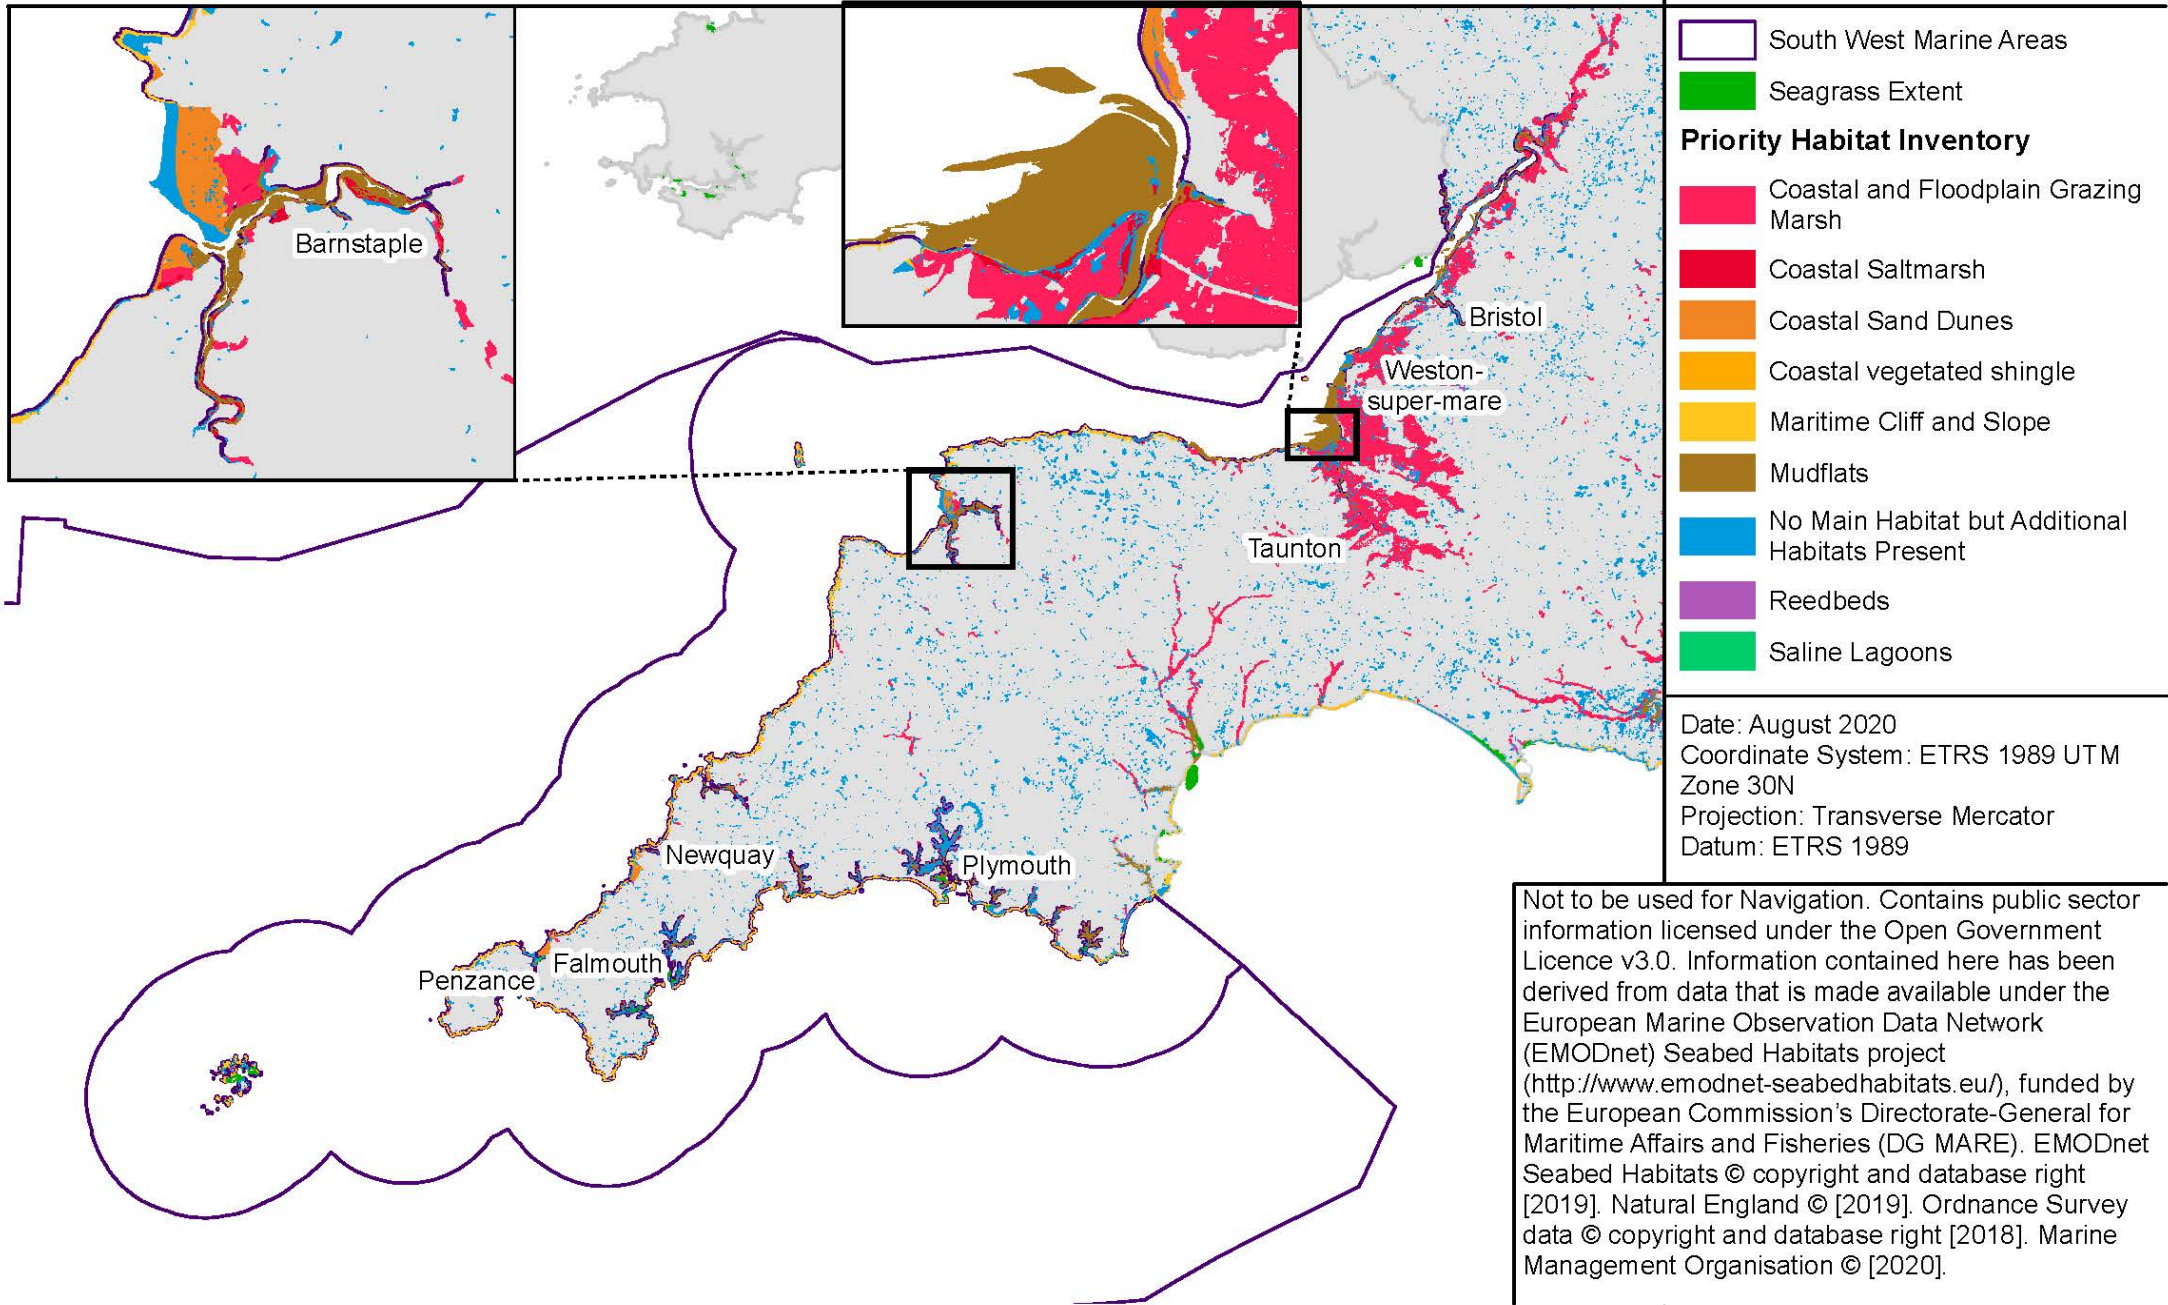 South West Marine Areas
Seagrass Extent
Priority Habitat Inventory
Coastal and Floodplain Grazing
Marsh
Coastal Saltmarsh
Coastal Sand Dunes
Coastal vegetated shingle
Maritime Cliff and Slope
Mudflats
No Main Habitat but Additional
Habitats Present
Reedbeds
Saline Lagoons
Barnstaple
Bristol
Weston-
super-mare
Taunton
Newquay
Plymouth
Falmouth
Penzance
Date: August 2020
Coordinate System: ETRS 1989 UTM
Zone 30N
Projection: Transverse Mercator
Datum: ETRS 1989
Not to be used for Navigation. Contains public sector
information licensed under the Open Government
Licence v3.0. Information contained here has been
derived from data that is made available under the
European Marine Observation Data Network
(EMODnet) Seabed Habitats project
(http://www.emodnet-seabedhabitats.eu/), funded by
the European Commission's Directorate-General for
Maritime Affairs and Fisheries (DG MARE). EMODnet
Seabed Habitats © copyright and database right
[2019]. Natural England © [2019]. Ordnance Survey
data © copyright and database right [2018]. Marine
Management Organisation © [2020].